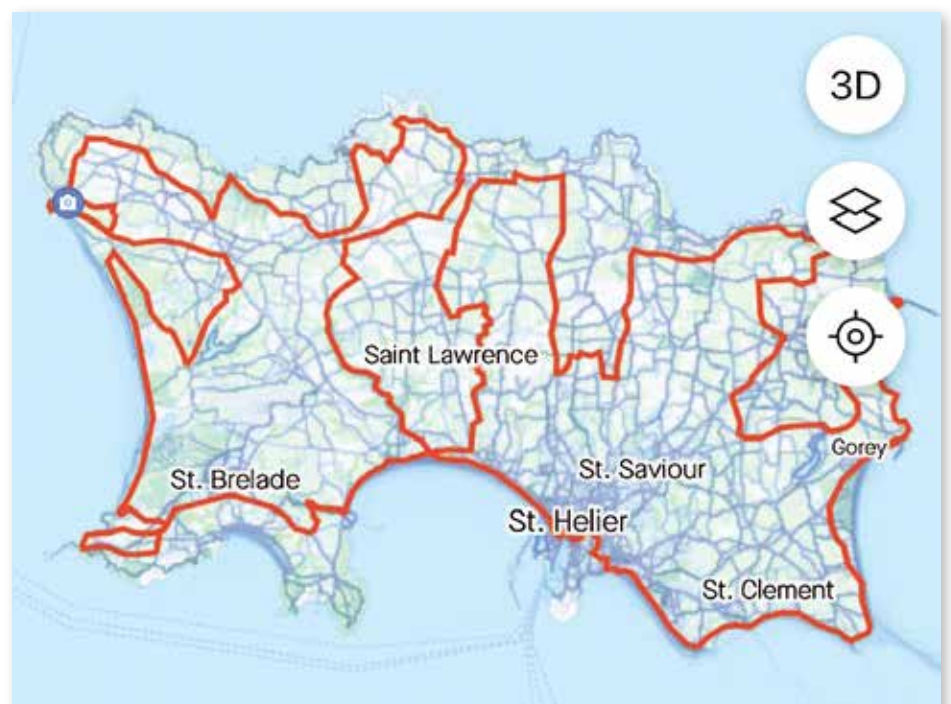 3D
Saint Lawrence
Gorey
St. Saviour
St. Brelade
St. Helier
St. Clement